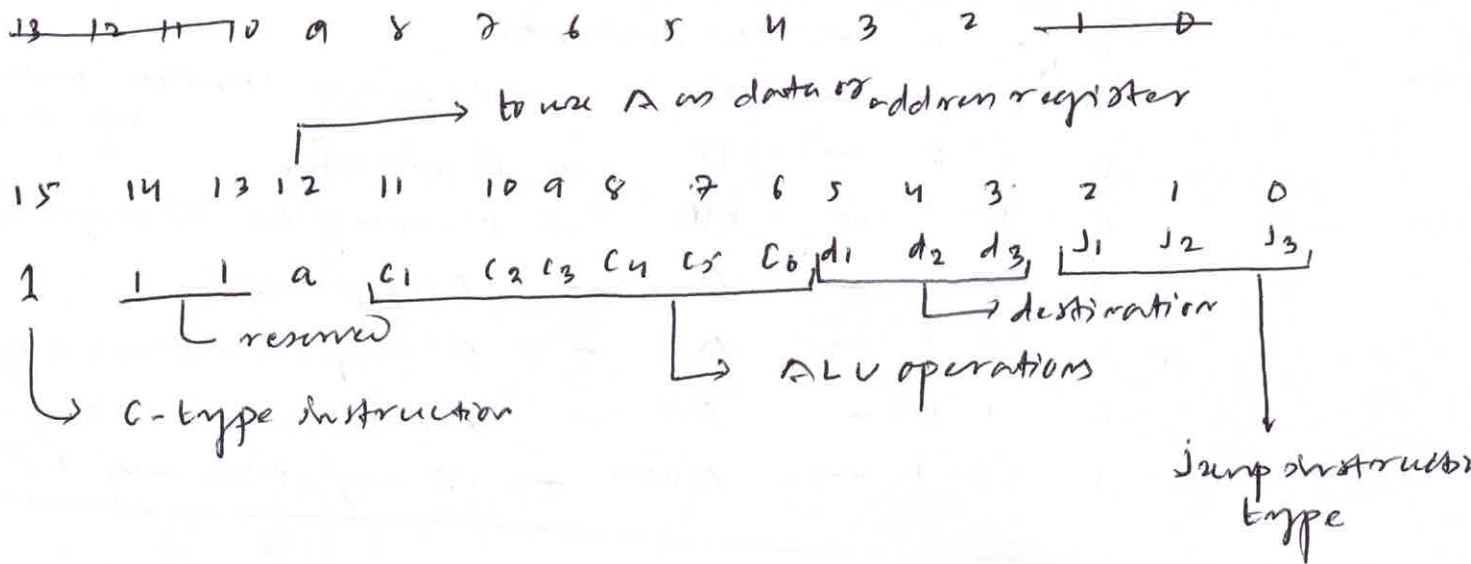 13 12 11 10 9 8 7 6 5 4 3 2 1 0
to use A as data or address register
15 14 13 12 11 10 9 8 7 6 5 4 3 2 1 0
1 1 1 a C1 C2 C3 C4 C5 C6 d1 d2 d3 J1 J2 J3
reserved
destination
ALU operations
C-type instruction
Jump
type